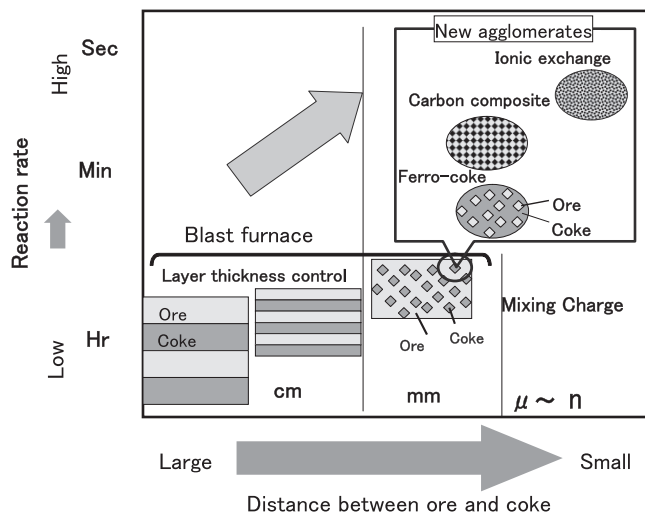 New agglomerates
Sec
Ionic exchange
High
Carbon composite
Min
Ferro-coke
Reaction rate
Ore
Coke
Blast furnace
Layer thickness control
Mixing Charge
Ore
Coke
Ore
Coke
Hr
Low
cm
mm
μ~ n
Large
Small
Distance between ore and coke